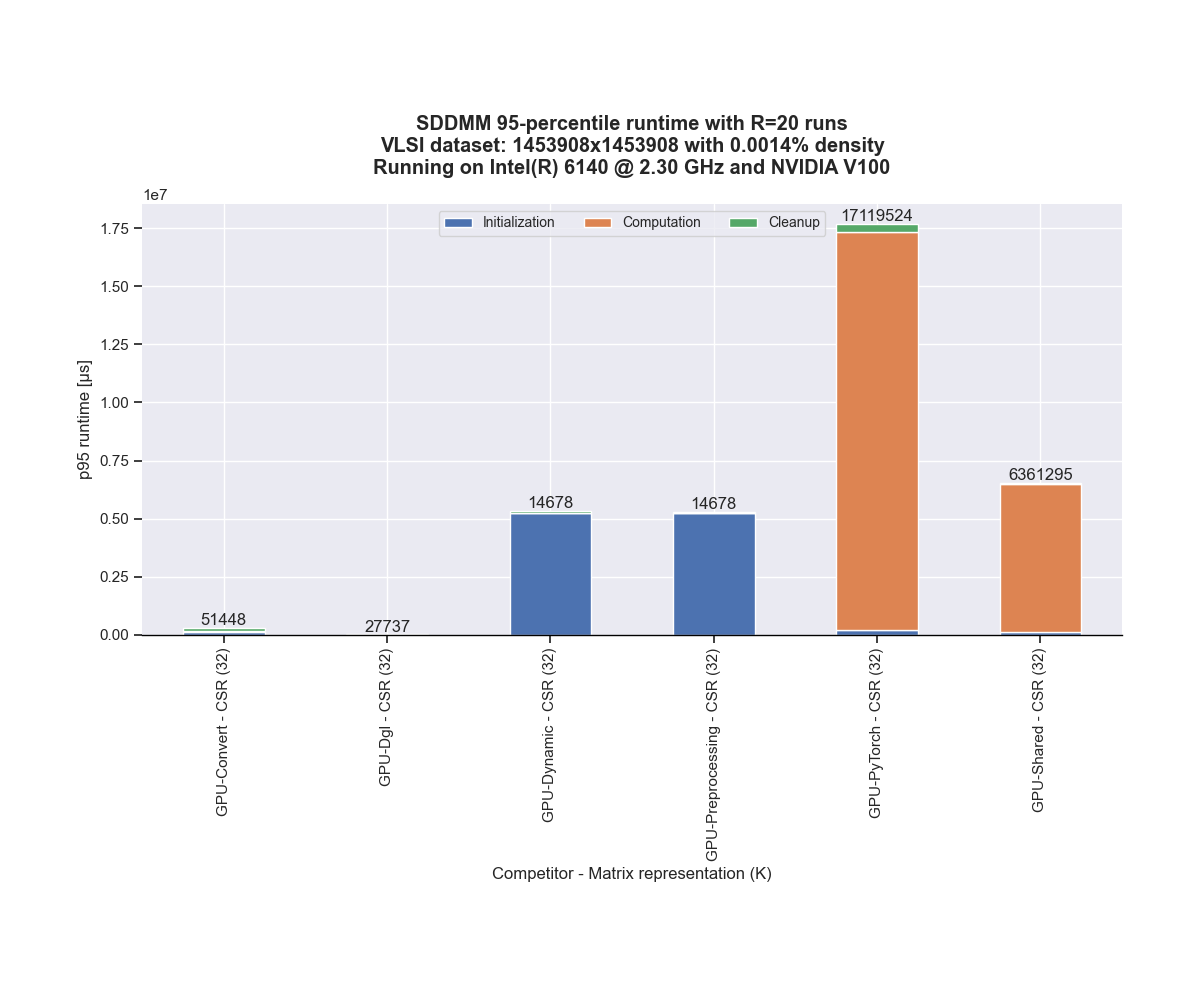 SDDMM 95-percentile runtime with R=20 runs
VLSI dataset: 1453908x1453908 with 0.0014% density
Running on Intel(R) 6140 @ 2.30 GHz and NVIDIA V100
1e7
Initialization
Computation
Cleanup
17119524
6361295
14678
14678
51448
27737
1.75
1.50
1.25
1.00
0.75
0.50
0.25
0.00
p95 runtime [µs]
GPU-Convert - CSR (32)
GPU-Dgl - CSR (32)
GPU-Dynamic - CSR (32)
GPU-Preprocessing - CSR (32)
GPU-PyTorch - CSR (32)
GPU-Shared - CSR (32)
Competitor - Matrix representation (K)